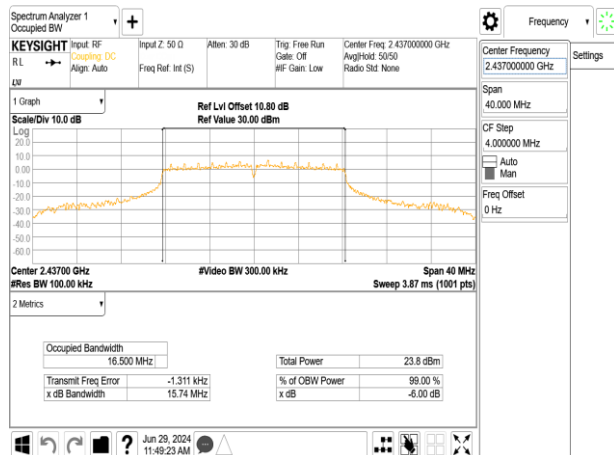 Spectrum Analyzer 1
Occupied BW
Frequency
KEYSIGHT
RL
Input: RF
Coupling: DC
Align: Auto
Input Z: 50 Ω
Freq Ref: Int (S)
Atten: 30 dB
Trig: Free Run
Gate: Off
#IF Gain: Low
Center Freq: 2.437000000 GHz
Avg|Hold: 50/50
Radio Std: None
Center Frequency
2.437000000 GHz
Settings
Span
40.000 MHz
CF Step
4.000000 MHz
Auto
Man
Freq Offset
0 Hz
1 Graph
Scale/Div 10.0 dB
Ref Lvl Offset 10.80 dB
Ref Value 30.00 dBm
Log
20.0
10.0
0.00
-10.0
-20.0
-30.0
-40.0
-50.0
-60.0
Center 2.43700 GHz
#Res BW 100.00 kHz
#Video BW 300.00 kHz
Span 40 MHz
Sweep 3.87 ms (1001 pts)
2 Metrics
Occupied Bandwidth
16.500 MHz
Transmit Freq Error -1.311 kHz
x dB Bandwidth 15.74 MHz
Total Power 23.8 dBm
% of OBW Power 99.00 %
x dB -6.00 dB
Jun 29, 2024
11:49:23 AM